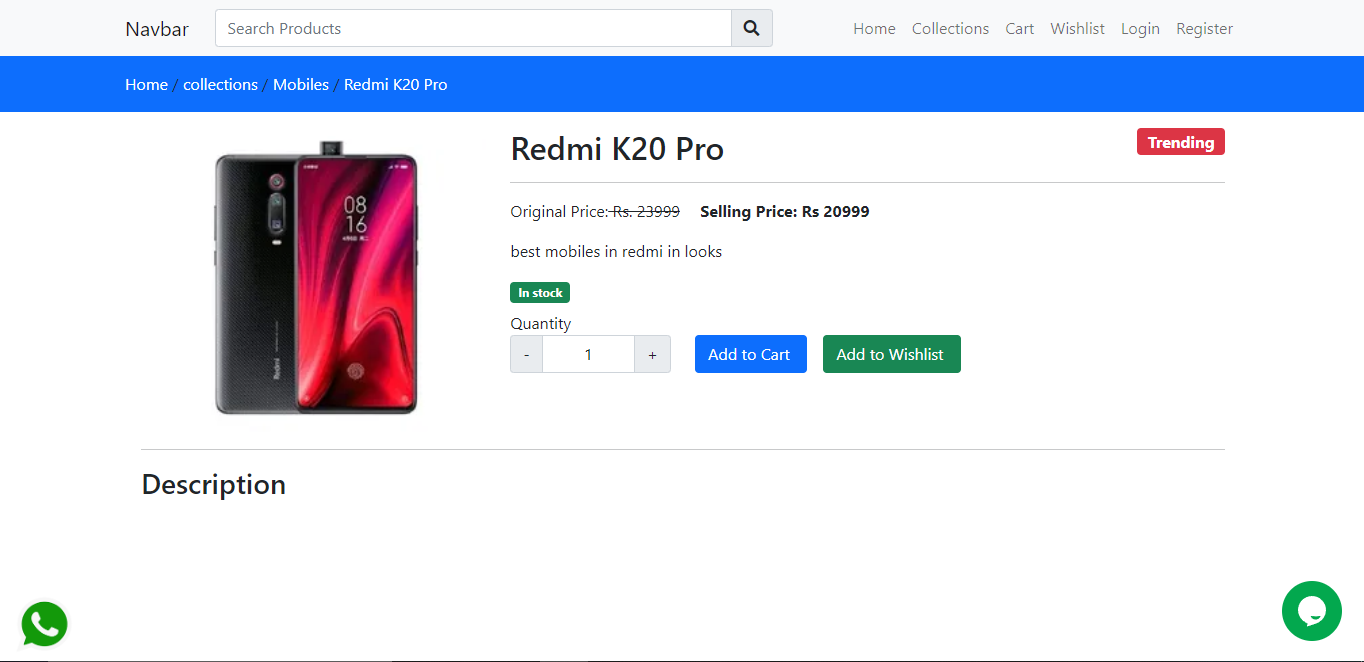 Navbar Search Products Home Collections Cart Wishlist Login Register
Home / collections / Mobiles / Redmi K20 Pro
Redmi K20 Pro
Trending
Original Price: Rs. 23999 Selling Price: Rs 20999
best mobiles in redmi in looks
In stock
Quantity
- 1 + Add to Cart Add to Wishlist
08
16
Redmi
Description